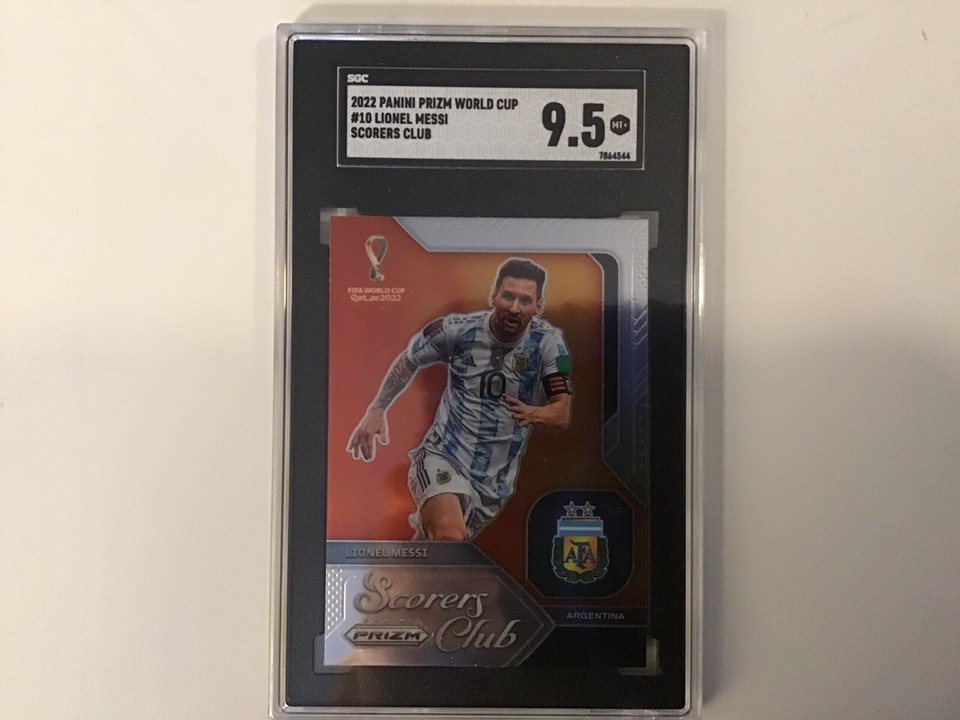 SGC
2022 PANINI PRIZM WORLD CUP
#10 LIONEL MESSI
SCORERS CLUB
9.5
MT+
7864544
FIFA WORLD CUP
Qatar2022
10
AFA
LIONEL MESSI
Scorers
PRIZM
Club
ARGENTINA